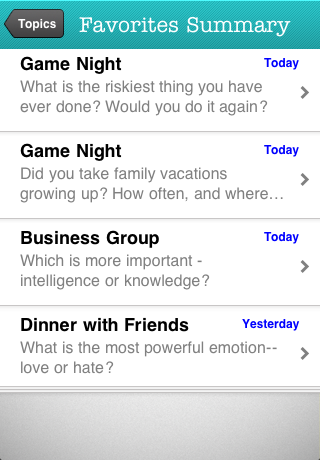 Topics
Favorites Summary
Game Night
Today
What is the riskiest thing you have
ever done? Would you do it again?
Game Night
Today
Did you take family vacations
growing up? How often, and where…
Business Group
Today
Which is more important -
intelligence or knowledge?
Dinner with Friends
Yesterday
What is the most powerful emotion--
love or hate?